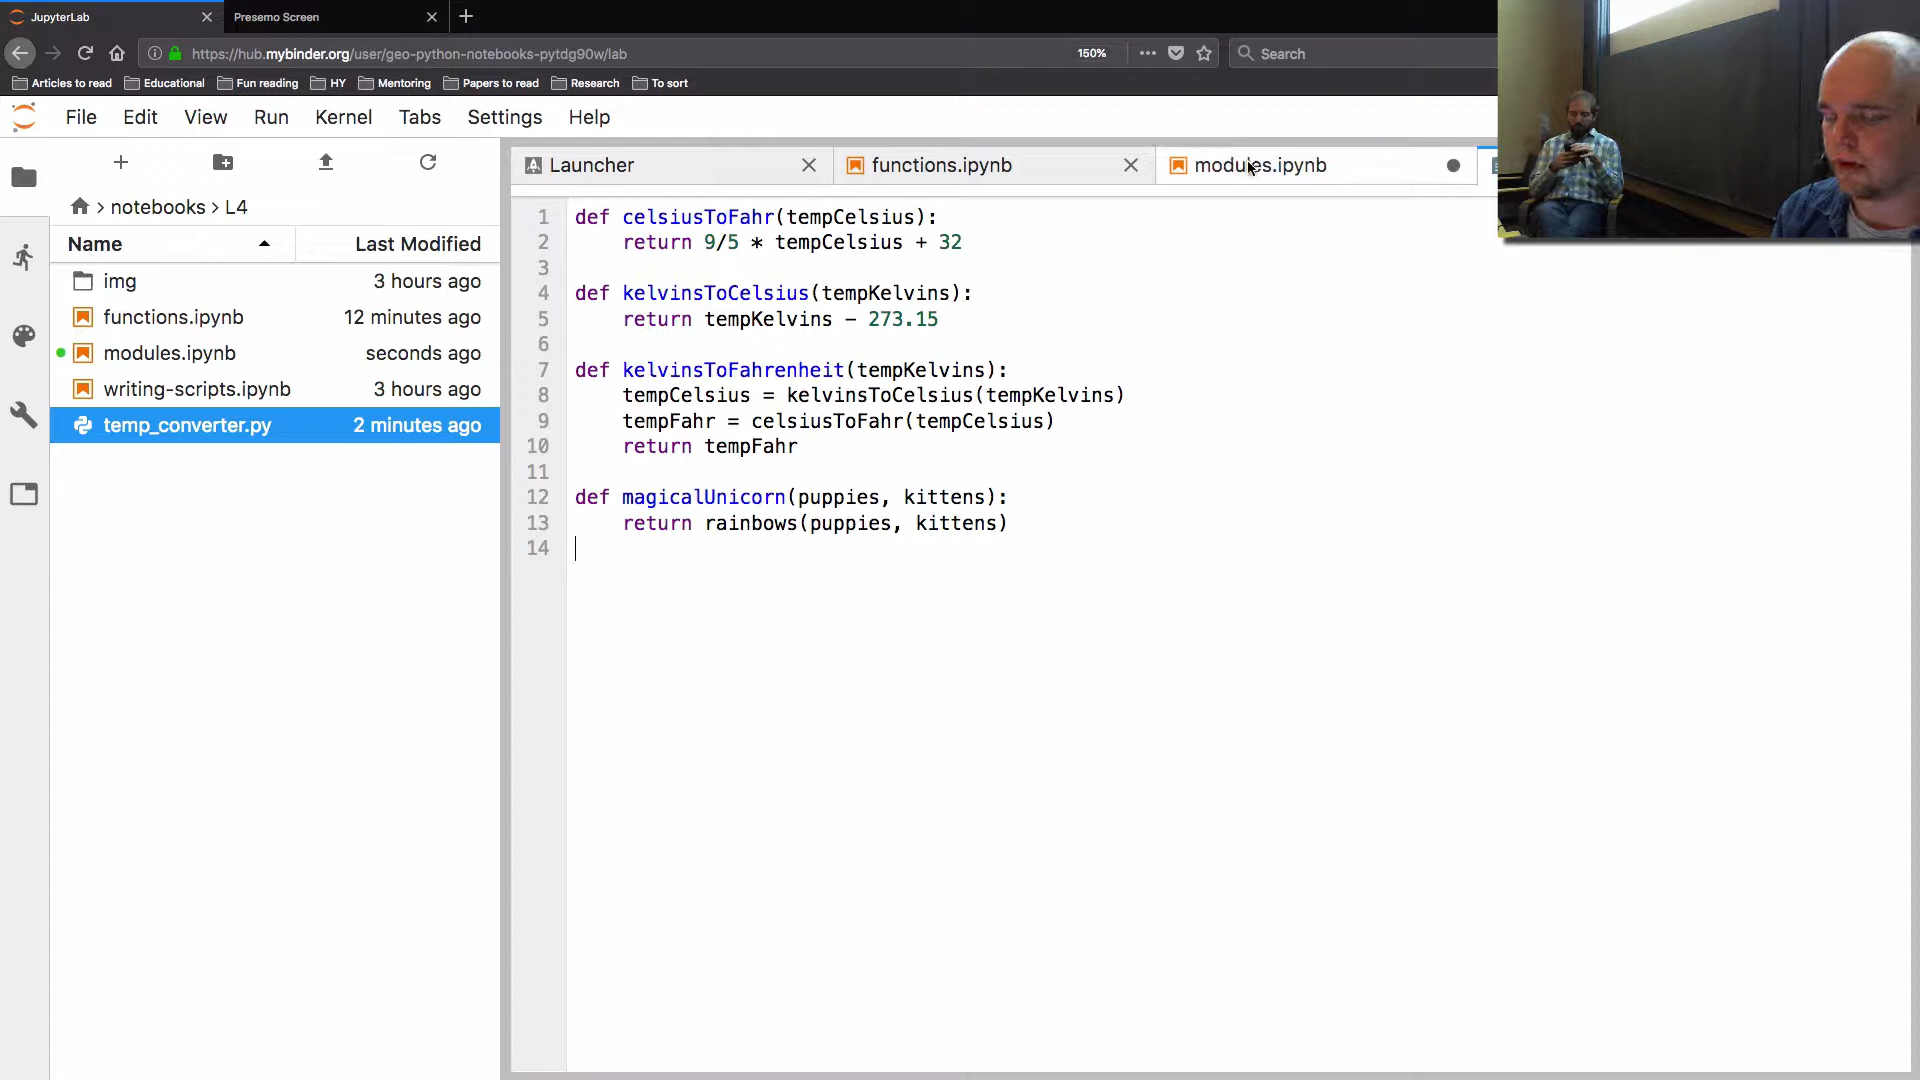 JupyterLab
Presemo Screen
https://hub.mybinder.org/user/geo-python-notebooks-pytdg90w/lab
150%
Search
Articles to read
Educational
Fun reading
HY
Mentoring
Papers to read
Research
To sort
File
Edit
View
Run
Kernel
Tabs
Settings
Help
Launcher
functions.ipynb
modules.ipynb
> notebooks > L4
Name
Last Modified
img 3 hours ago
functions.ipynb 12 minutes ago
modules.ipynb seconds ago
writing-scripts.ipynb 3 hours ago
temp_converter.py 2 minutes ago
1 def celsiusToFahr(tempCelsius):
2     return 9/5 * tempCelsius + 32
3
4 def kelvinsToCelsius(tempKelvins):
5     return tempKelvins - 273.15
6
7 def kelvinsToFahrenheit(tempKelvins):
8     tempCelsius = kelvinsToCelsius(tempKelvins)
9     tempFahr = celsiusToFahr(tempCelsius)
10     return tempFahr
11
12 def magicalUnicorn(puppies, kittens):
13     return rainbows(puppies, kittens)
14